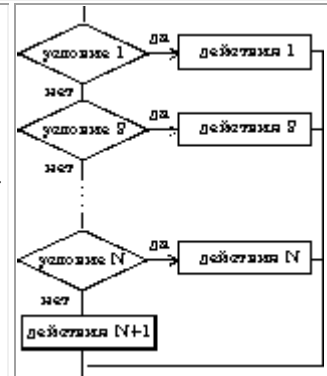 да
условие 1
действия 1
нет
да
условие 2
действия 2
нет
да
условие N
действия N
нет
действия N+1